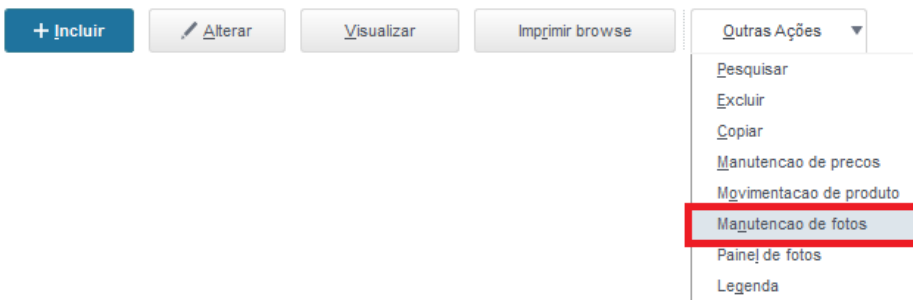 + Incluir
Alterar
Visualizar
Imprimir browse
Outras Ações
Pesquisar
Excluir
Copiar
Manutencao de precos
Movimentacao de produto
Manutencao de fotos
Painel de fotos
Legenda